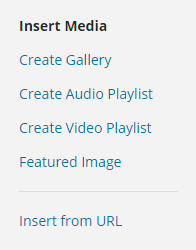 Insert Media
Create Gallery
Create Audio Playlist
Create Video Playlist
Featured Image
Insert from URL